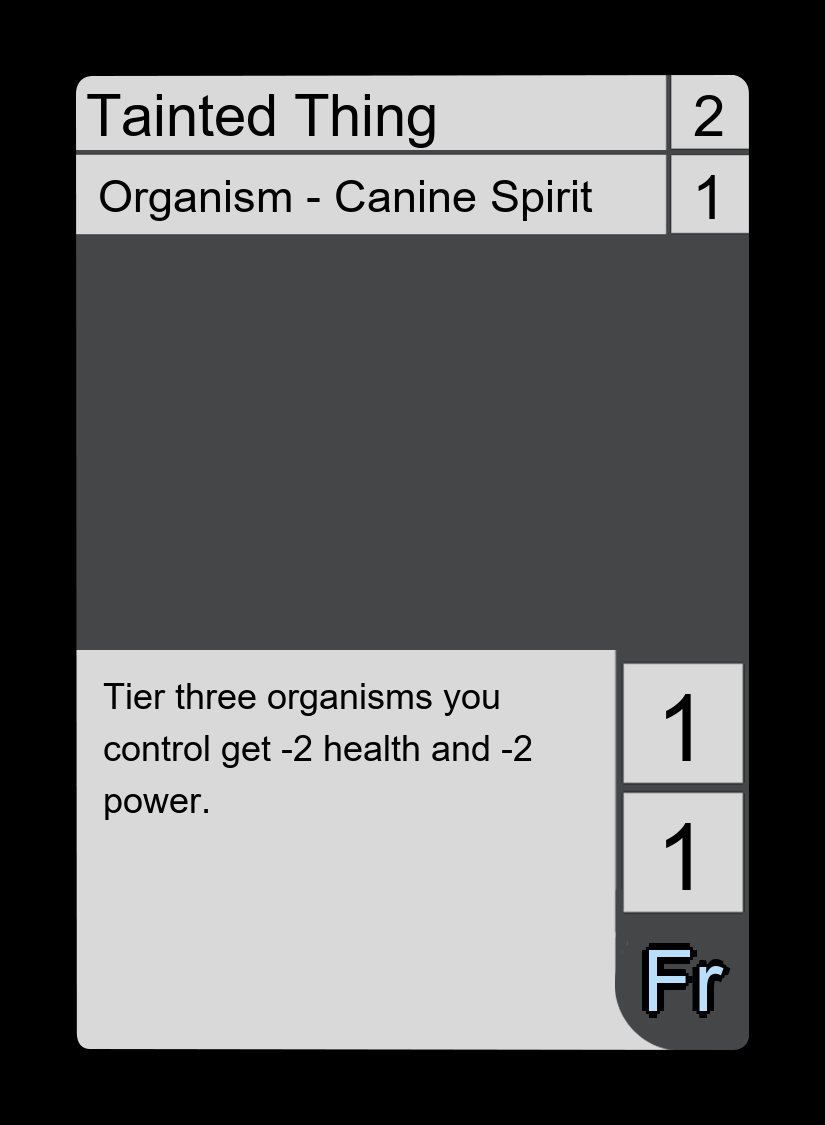 Tainted Thing 2
Organism - Canine Spirit 1
Tier three organisms you
control get -2 health and -2
power.
1
1
Fr